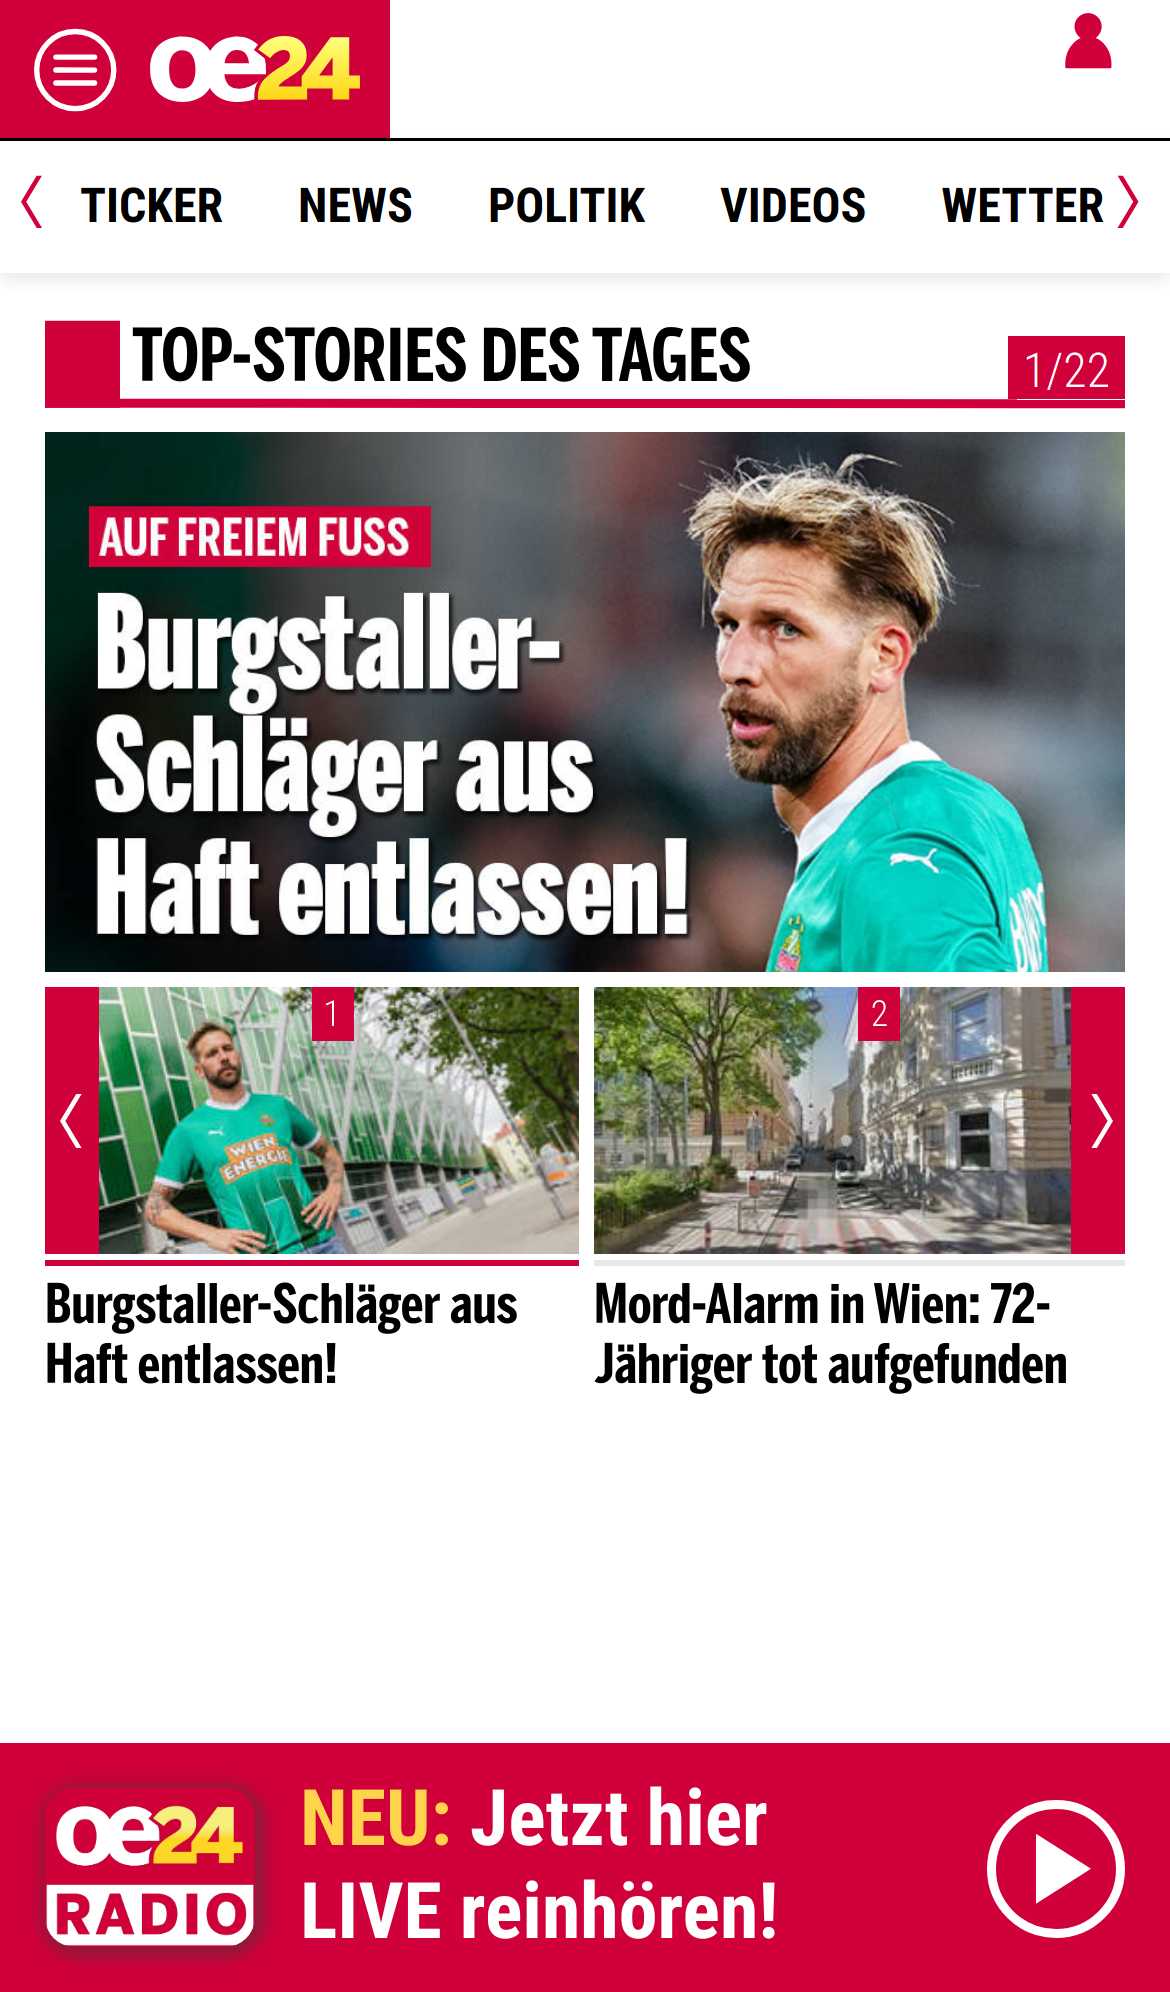 oe24
TICKER NEWS POLITIK VIDEOS WETTER
TOP-STORIES DES TAGES
1/22
AUF FREIEM FUSS
Burgstaller-
Schläger aus
Haft entlassen!
1
WIEN
ENERGIE
2
Burgstaller-Schläger aus
Haft entlassen!
Mord-Alarm in Wien: 72-
Jähriger tot aufgefunden
oe24
RADIO
NEU: Jetzt hier
LIVE reinhören!